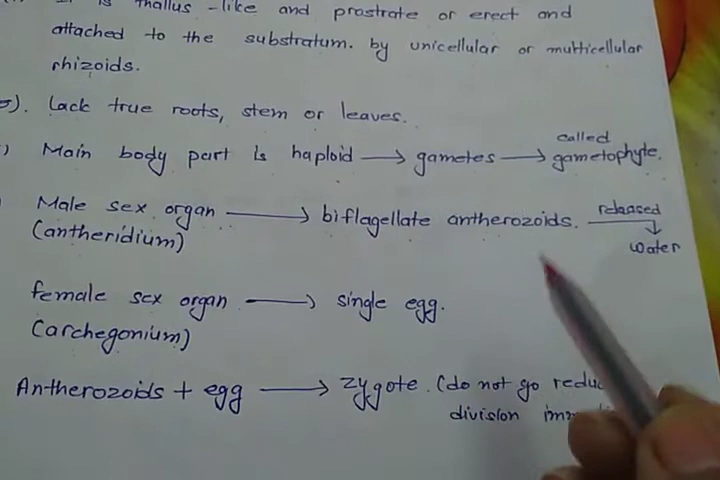 is thallus-like and prostrate or erect and
attached to the substratum. by unicellular or multicellular
rhizoids.
Lack true roots, stem or leaves.
Main body part is haploid → gametes → called gametophyte.
Male sex organ → biflagellate antherozoids. released ↓
(antheridium) water
female sex organ → single egg.
(archegonium)
Antherozoids + egg → zygote. (do not go
division